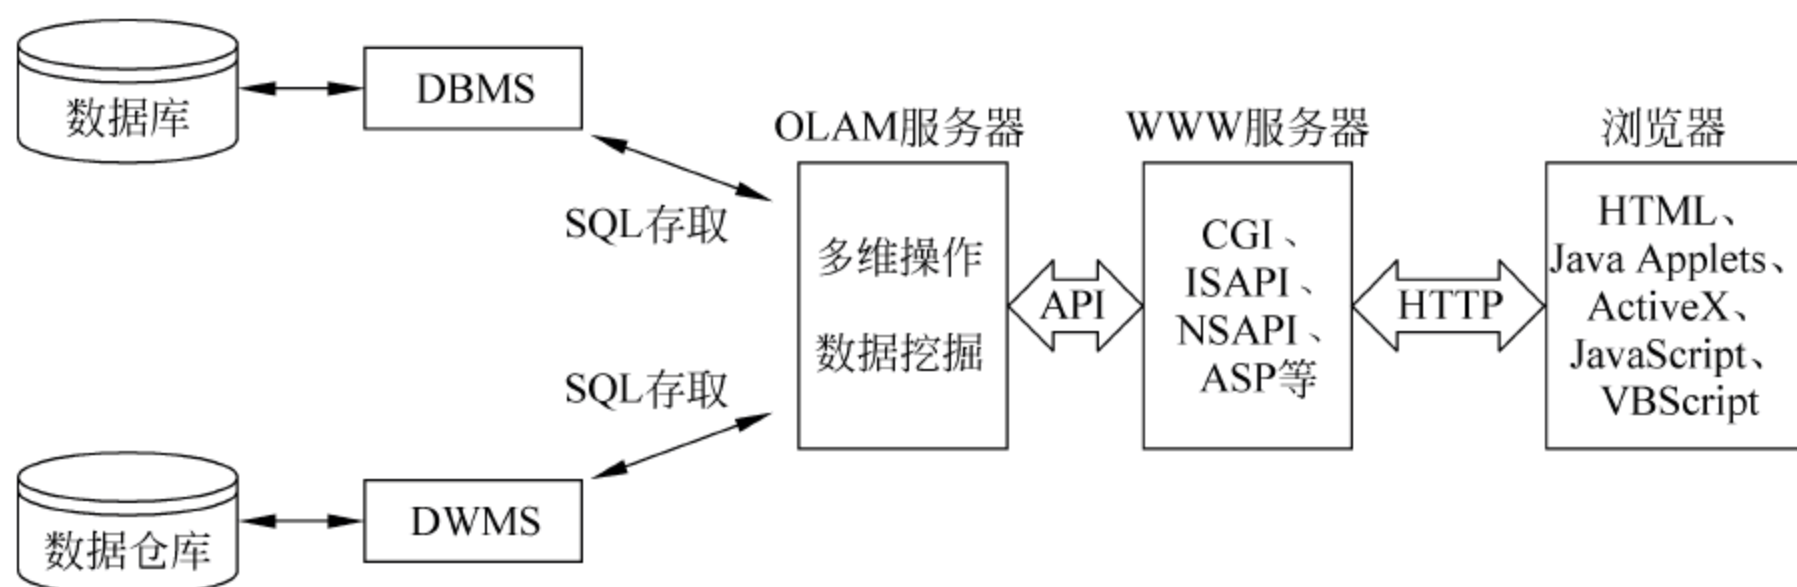 数据库
DBMS
SQL存取
OLAM服务器
多维操作
数据挖掘
API
WWW服务器
CGI、
ISAPI、
NSAPI、
ASP等
HTTP
浏览器
HTML、
Java Applets、
ActiveX、
JavaScript、
VBScript
SQL存取
数据仓库
DWMS